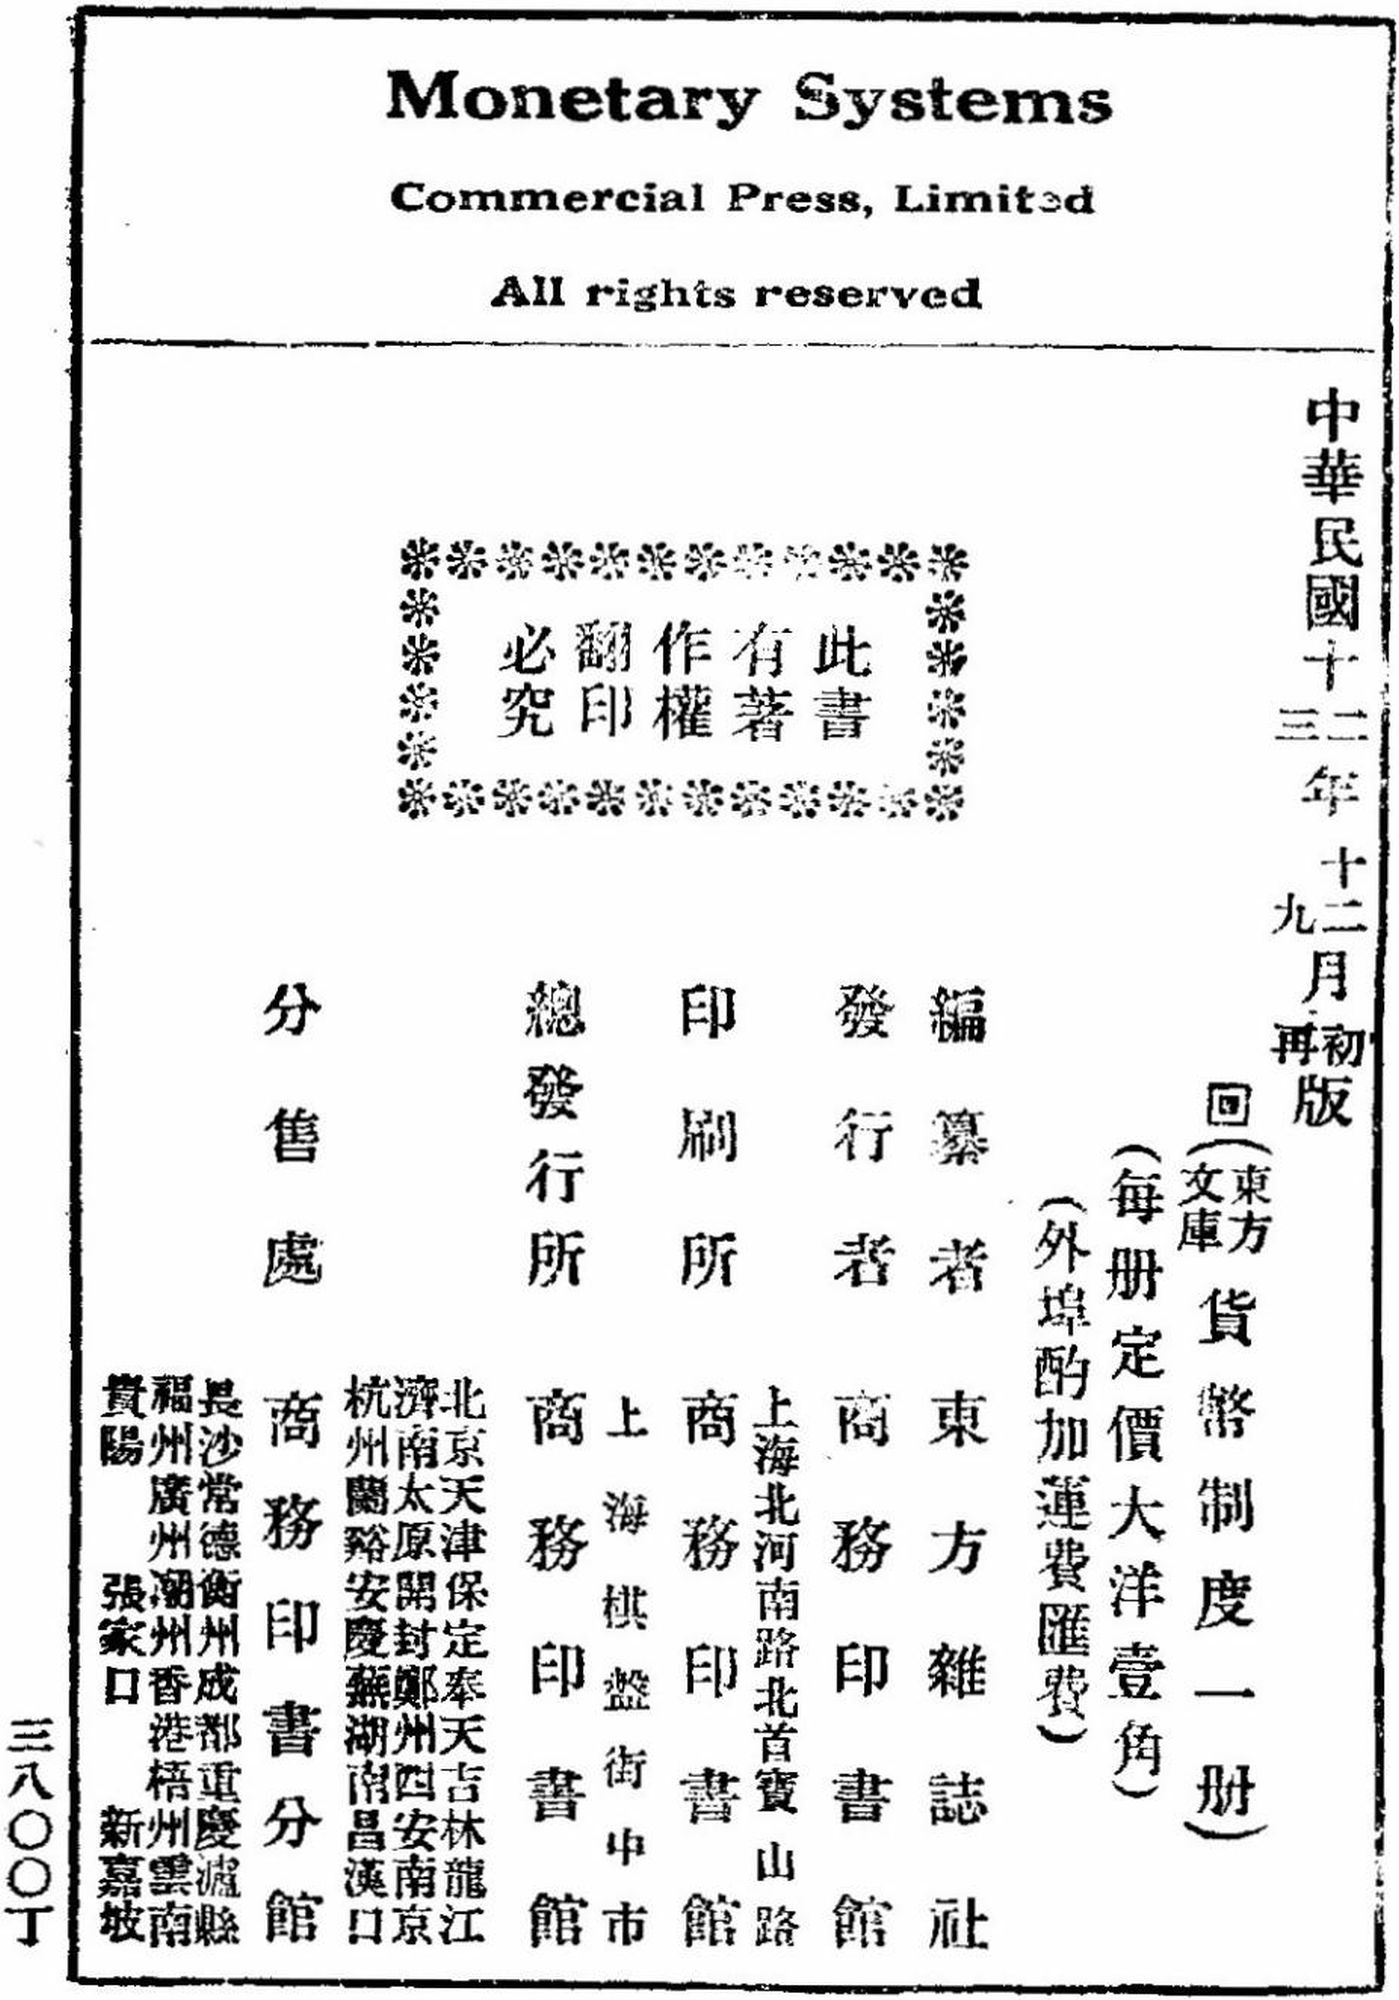 Monetary Systems
Commercial Press, Limited
All rights reserved
中華民國十二年十二月初版
三年九月再版
回(東方文庫)貨幣制度一册)
(每册定價大洋壹角)
(外埠酌加運費匯費)
此書
有著
作權
翻印
必究
編纂者 東方雜誌社
發行者 商務印書館
上海北河南路北首寶山路
印刷所 商務印書館
上海棋盤街中市
總發行所 商務印書館
北京天津保定奉天吉林龍江
濟南太原開封鄭州西安南京
杭州蘭谿安慶蕪湖南昌漢口
分售處 商務印書分館
長沙常德衡州成都重慶瀘縣
福州廣州潮州香港梧州雲南
貴陽 張家口 新嘉坡
三八〇〇丁